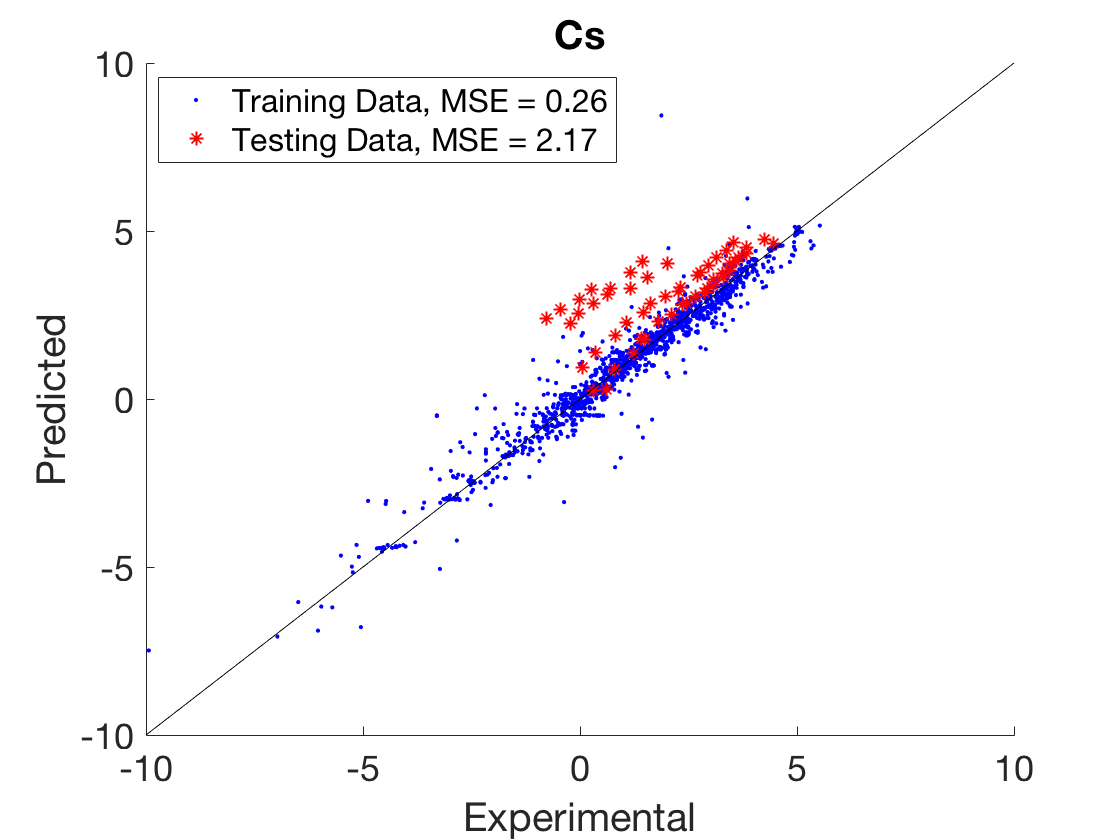 Cs
10
Training Data, MSE = 0.26
Testing Data, MSE = 2.17
5
0
-5
-10
Predicted
-10 -5 0 5 10
Experimental